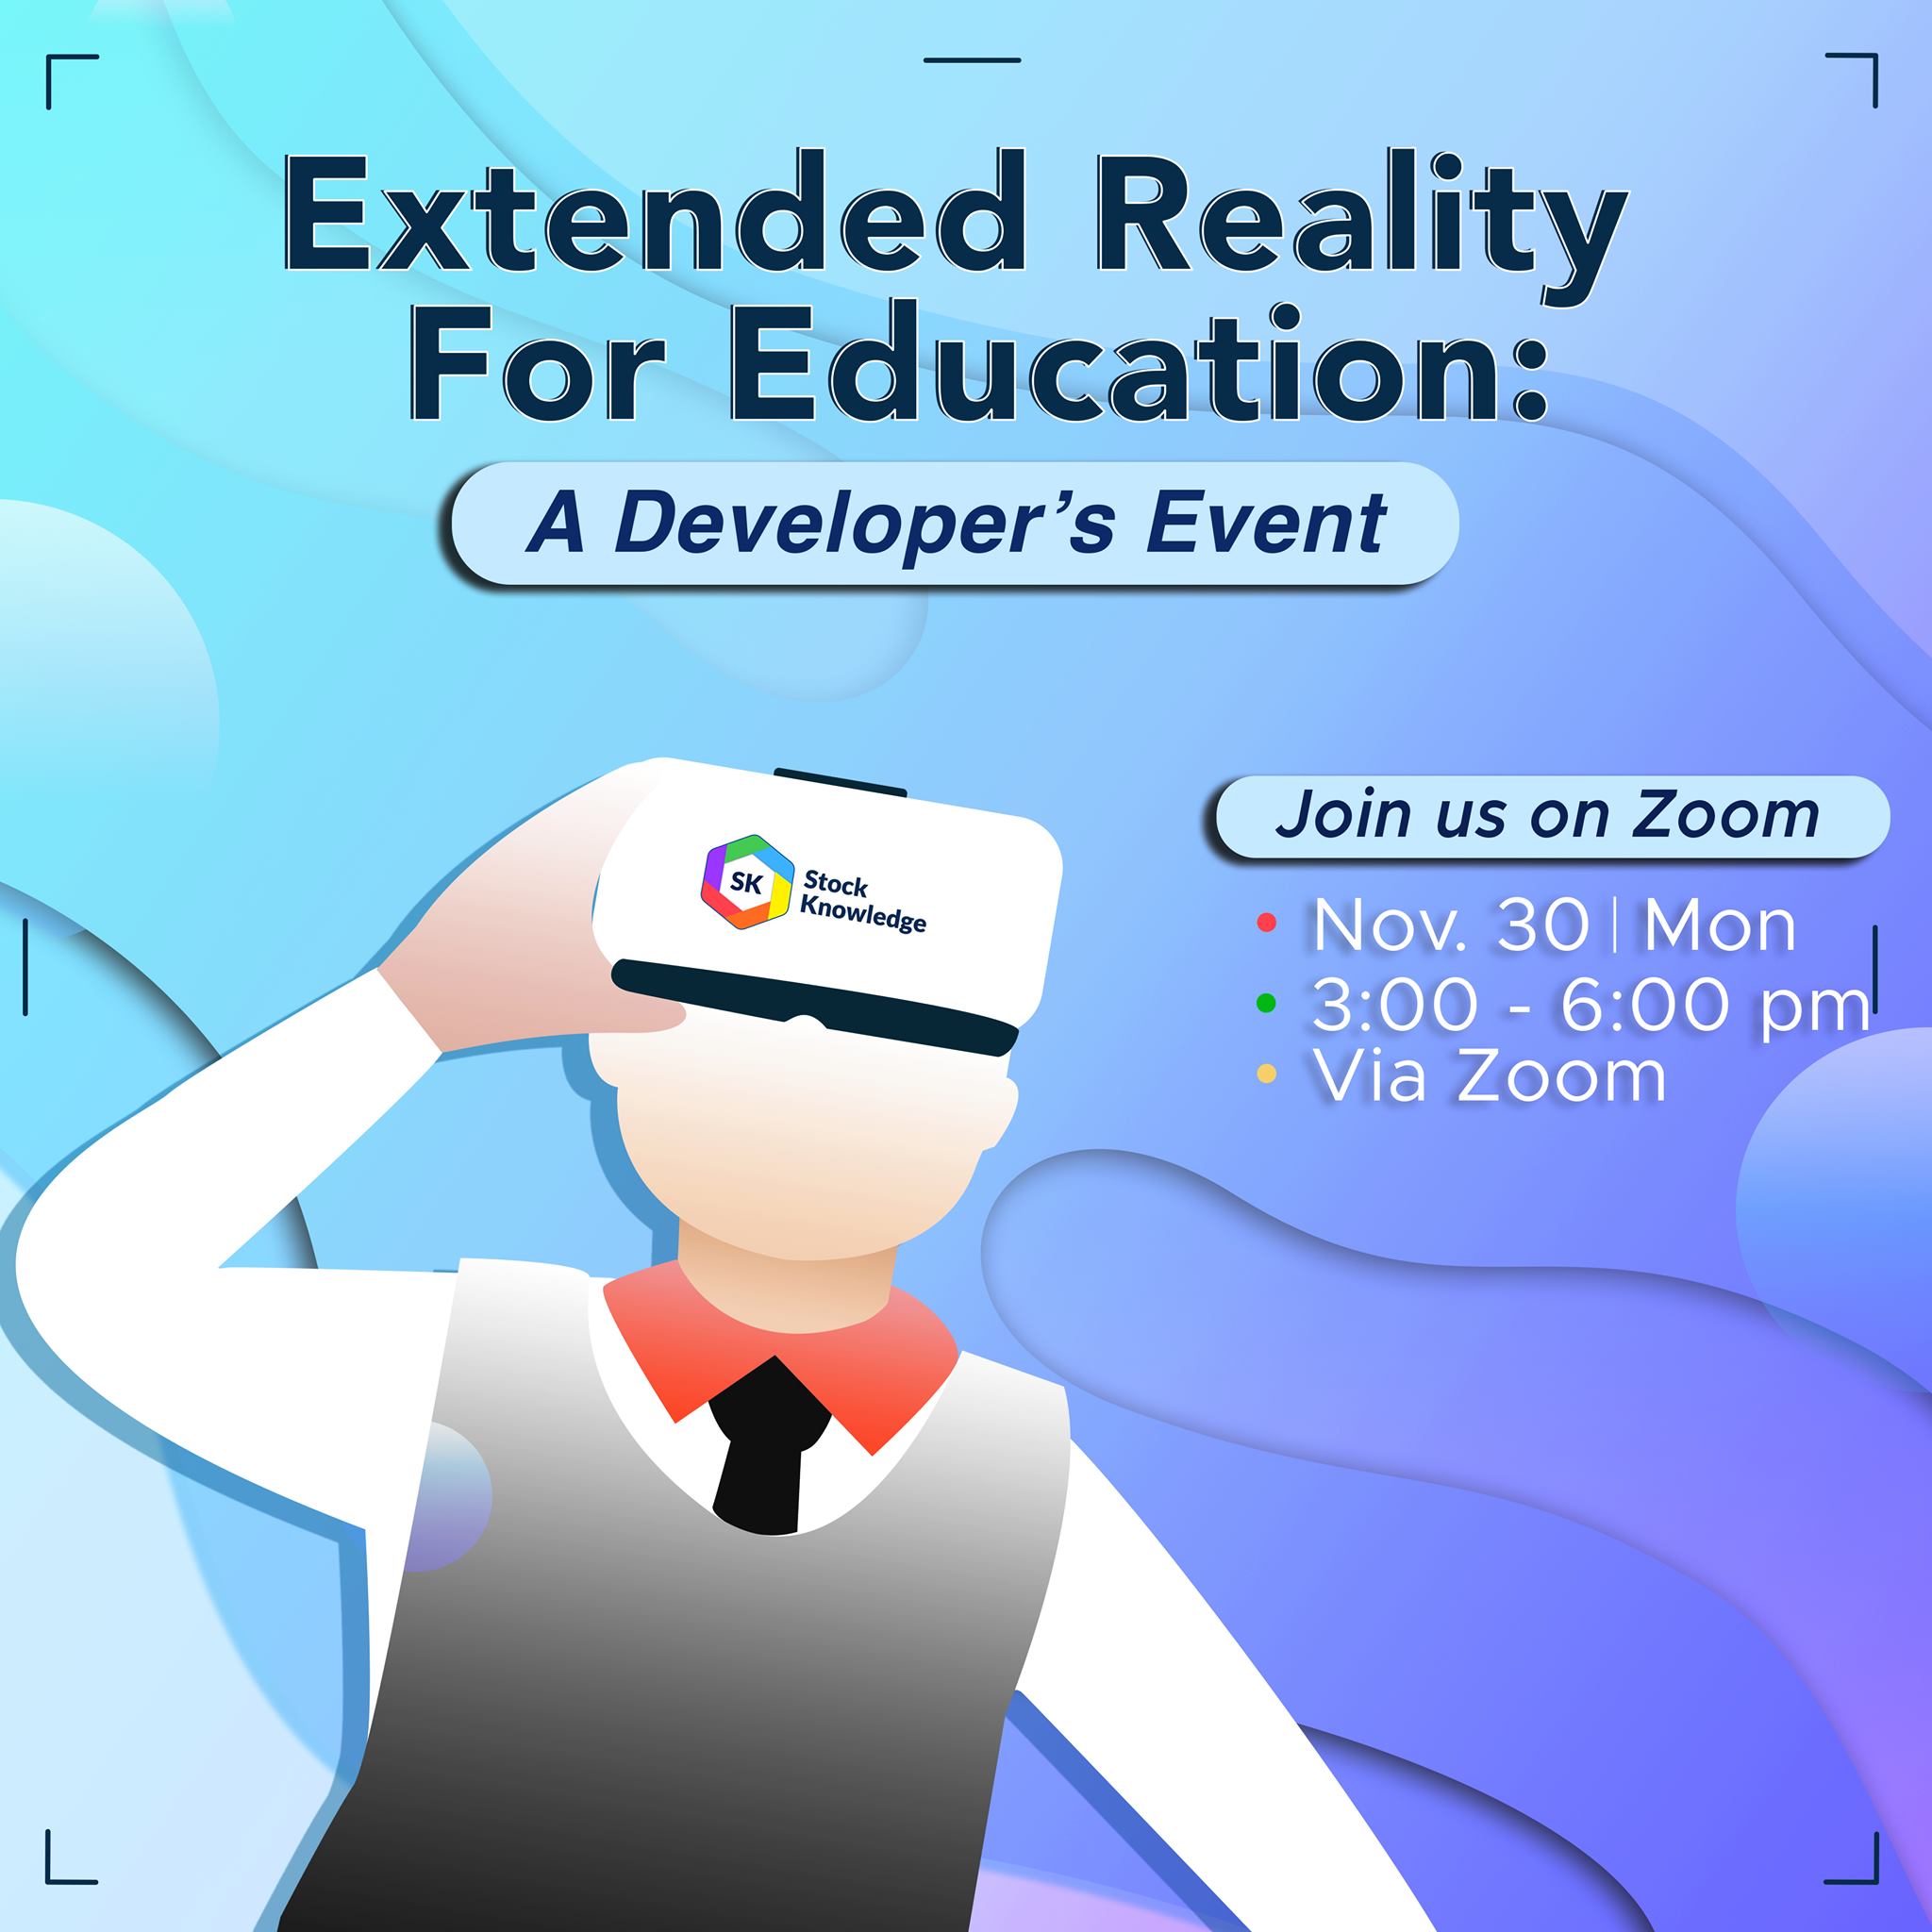 Extended Reality
For Education:
A Developer’s Event
SK
Stock
Knowledge
Join us on Zoom
Nov. 30 | Mon
3:00 - 6:00 pm
Via Zoom